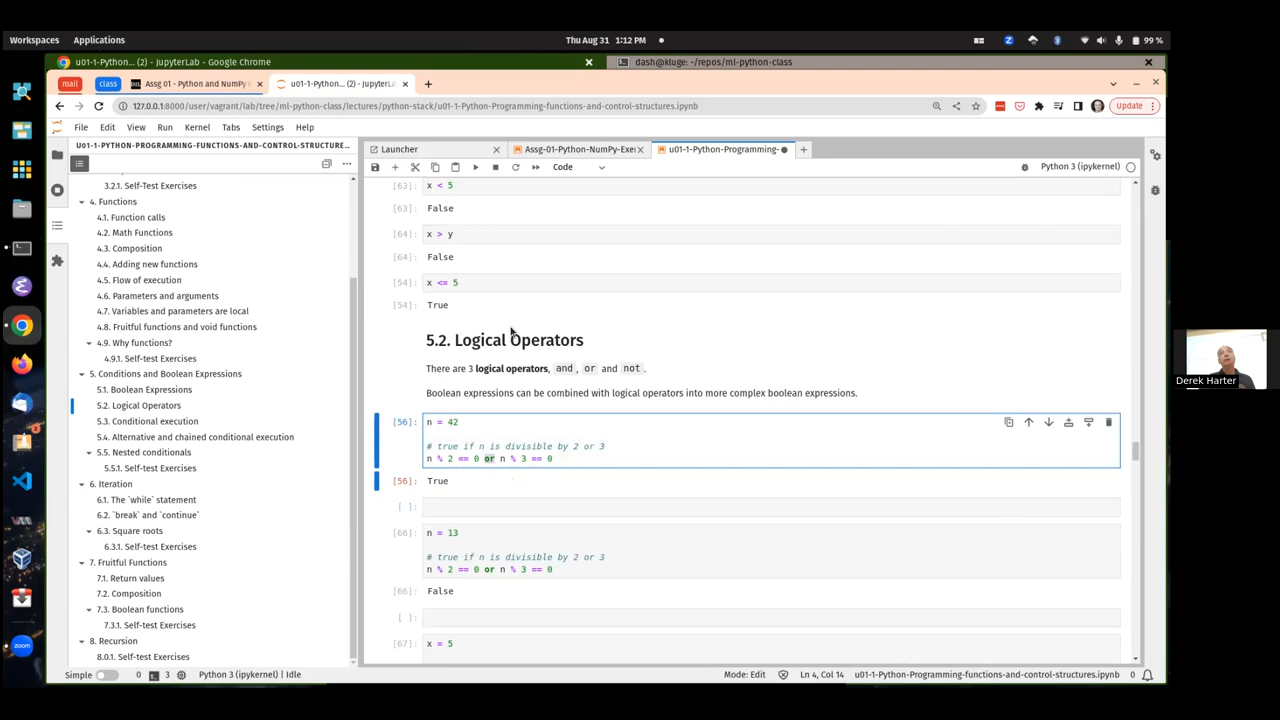 Workspaces Applications Thu Aug 31 1:12 PM 99 %
u01-1-Python... (2) - JupyterLab - Google Chrome
dash@kluge: ~/repos/ml-python-class
mail class Assg 01 - Python and NumPy u01-1-Python... (2) - JupyterLab
127.0.0.1:8000/user/vagrant/lab/tree/ml-python-class/lectures/python-stack/u01-1-Python-Programming-functions-and-control-structures.ipynb
Update
File Edit View Run Kernel Tabs Settings Help
U01-1-PYTHON-PROGRAMMING-FUNCTIONS-AND-CONTROL-STRUCTURE...
3.2.1. Self-Test Exercises
4. Functions
4.1. Function calls
4.2. Math Functions
4.3. Composition
4.4. Adding new functions
4.5. Flow of execution
4.6. Parameters and arguments
4.7. Variables and parameters are local
4.8. Fruitful functions and void functions
4.9. Why functions?
4.9.1. Self-test Exercises
5. Conditions and Boolean Expressions
5.1. Boolean Expressions
5.2. Logical Operators
5.3. Conditional execution
5.4. Alternative and chained conditional execution
5.5. Nested conditionals
5.5.1. Self-test Exercises
6. Iteration
6.1. The `while` statement
6.2. `break` and `continue`
6.3. Square roots
6.3.1. Self-test Exercises
7. Fruitful Functions
7.1. Return values
7.2. Composition
7.3. Boolean functions
7.3.1. Self-test Exercises
8. Recursion
8.0.1. Self-test Exercises
Launcher Assg-01-Python-NumPy-Exer u01-1-Python-Programming-
Code Python 3 (ipykernel)
[63]: x < 5
[63]: False
[64]: x > y
[64]: False
[54]: x <= 5
[54]: True
5.2. Logical Operators
There are 3 logical operators, and, or and not.
Boolean expressions can be combined with logical operators into more complex boolean expressions.
[56]: n = 42
# true if n is divisible by 2 or 3
n % 2 == 0 or n % 3 == 0
[56]: True
[ ]:
[66]: n = 13
# true if n is divisible by 2 or 3
n % 2 == 0 or n % 3 == 0
[66]: False
[ ]:
[67]: x = 5
Derek Harter
Simple 0 3 Python 3 (ipykernel) | Idle Mode: Edit Ln 4, Col 14 u01-1-Python-Programming-functions-and-control-structures.ipynb 0
zoom